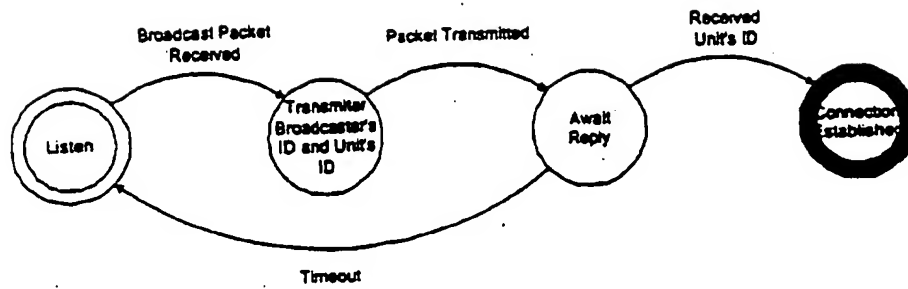 Broadcast Packet
Received
Packet Transmitted
Received
Unit's ID
Listen
Transmiter
Broadcaster's
ID and Unit's
ID
Await
Reply
Connection
Established
Timeout